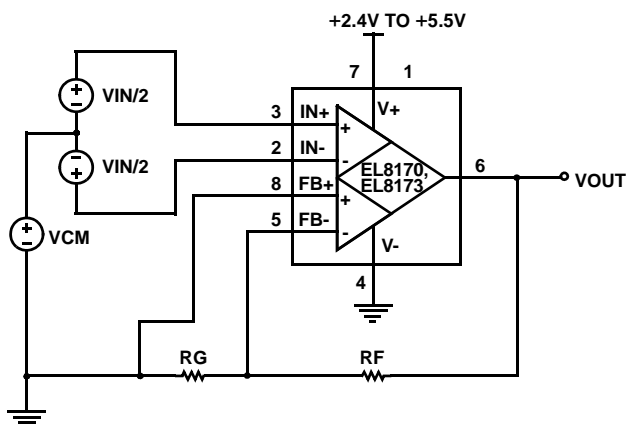 +2.4V TO +5.5V
7 1
VIN/2
3 IN+ V+
+
-
+
-
2 IN- + -
EL8170,
EL8173
6 VOUT
VIN/2
-
+
8 FB+ +
5 FB- -
VCM
+
-
V-
4
RG RF